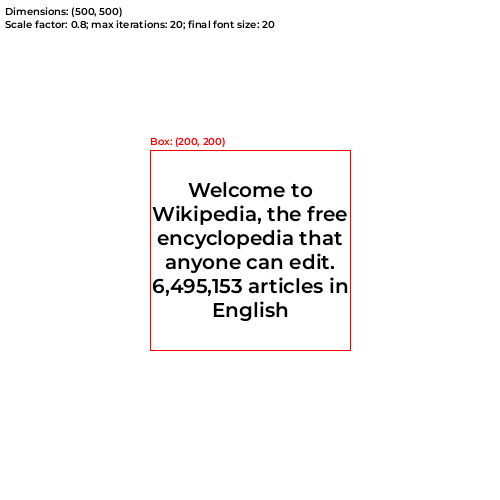 Dimensions: (500, 500)
Scale factor: 0.8; max iterations: 20; final font size: 20
Box: (200, 200)
Welcome to
Wikipedia, the free
encyclopedia that
anyone can edit.
6,495,153 articles in
English